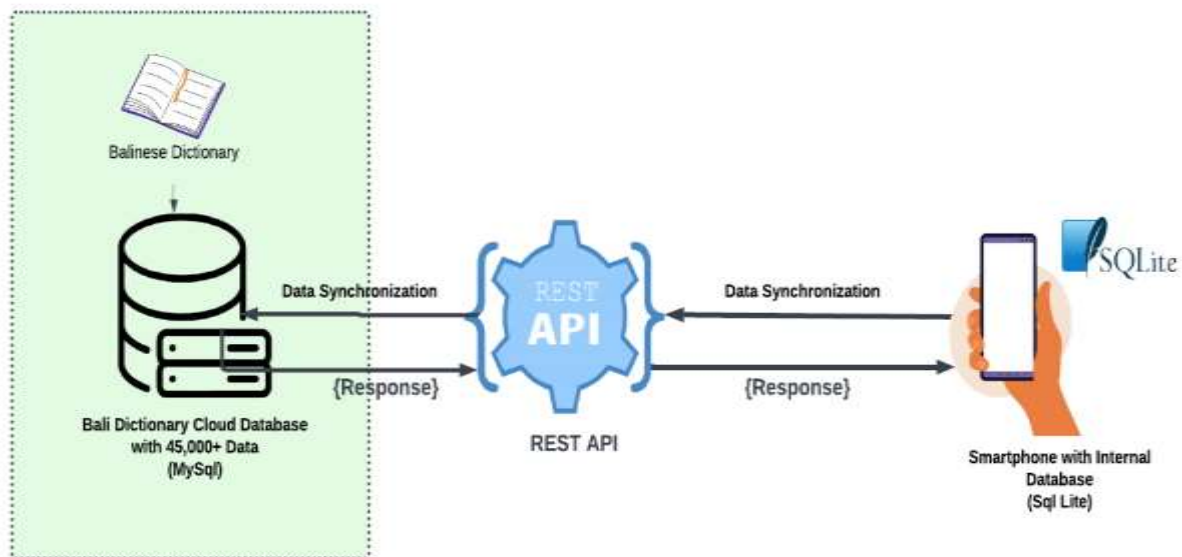 Balinese Dictionary
Data Synchronization
{Response}
Bali Dictionary Cloud Database
with 45,000+ Data
(MySql)
REST
API
REST API
Data Synchronization
{Response}
SQLite
Smartphone with Internal
Database
(Sql Lite)